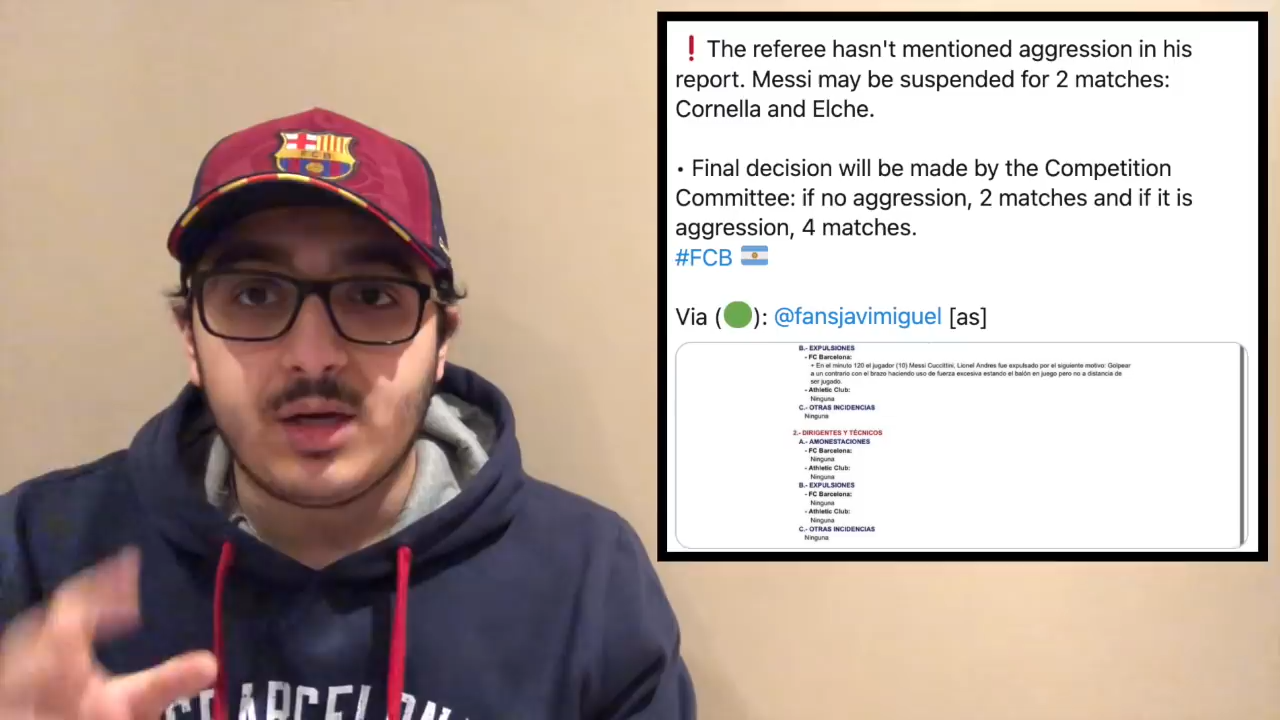 ❗The referee hasn't mentioned aggression in his
report. Messi may be suspended for 2 matches:
Cornella and Elche.
• Final decision will be made by the Competition
Committee: if no aggression, 2 matches and if it is
aggression, 4 matches.
#FCB 🇦🇷
Via (🟢): @fansjavimiguel [as]
B.- EXPULSIONES
- FC Barcelona:
+ En el minuto 120 el jugador (10) Messi Cuccittini, Lionel Andres fue expulsado por el siguiente motivo: Golpear
a un contrario con el brazo haciendo uso de fuerza excesiva estando el balón en juego pero no a distancia de
ser jugado.
- Athletic Club:
Ninguna
C.- OTRAS INCIDENCIAS
Ninguna
2.- DIRIGENTES Y TÉCNICOS
A.- AMONESTACIONES
- FC Barcelona:
Ninguna
- Athletic Club:
Ninguna
B.- EXPULSIONES
- FC Barcelona:
Ninguna
- Athletic Club:
Ninguna
C.- OTRAS INCIDENCIAS
Ninguna
FCB
BARCELON